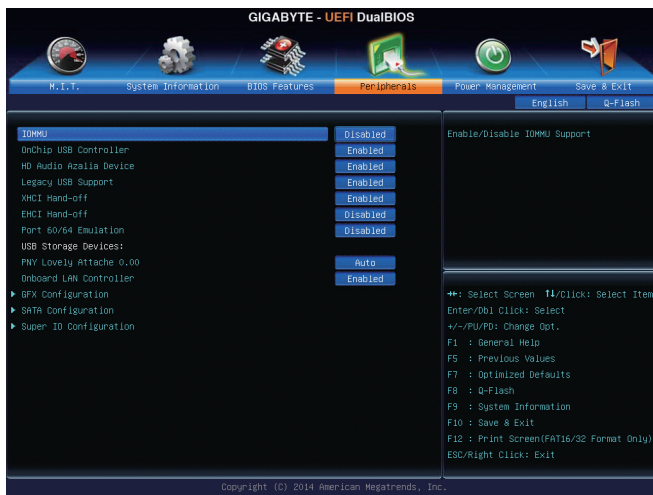 GIGABYTE - UEFI DualBIOS
M.I.T.
System Information
BIOS Features
Peripherals
Power Management
Save & Exit
English
Q-Flash
IOMMU Disabled
OnChip USB Controller Enabled
HD Audio Azalia Device Enabled
Legacy USB Support Enabled
XHCI Hand-off Enabled
EHCI Hand-off Disabled
Port 60/64 Emulation Disabled
USB Storage Devices:
PNY Lovely Attache 0.00 Auto
Onboard LAN Controller Enabled
GFX Configuration
SATA Configuration
Super IO Configuration
Enable/Disable IOMMU Support
→←: Select Screen ↑↓/Click: Select Item
Enter/Dbl Click: Select
+/-/PU/PD: Change Opt.
F1 : General Help
F5 : Previous Values
F7 : Optimized Defaults
F8 : Q-Flash
F9 : System Information
F10 : Save & Exit
F12 : Print Screen(FAT16/32 Format Only)
ESC/Right Click: Exit
Copyright (C) 2014 American Megatrends, Inc.